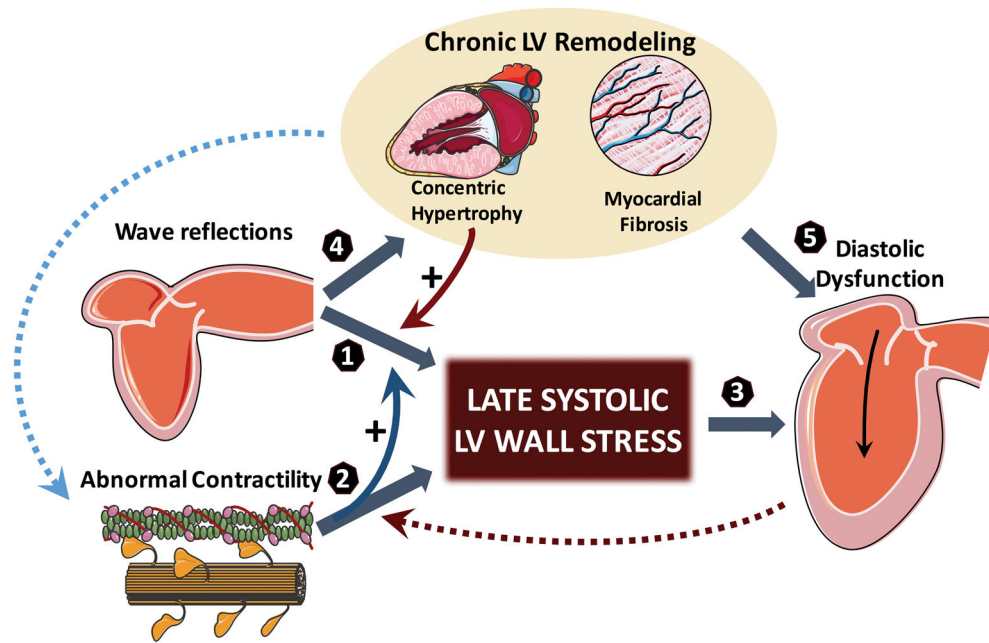 Chronic LV Remodeling
Concentric
Hypertrophy
Myocardial
Fibrosis
Wave reflections
4
+
5
Diastolic
Dysfunction
1
LATE SYSTOLIC
LV WALL STRESS
3
+
Abnormal Contractility
2